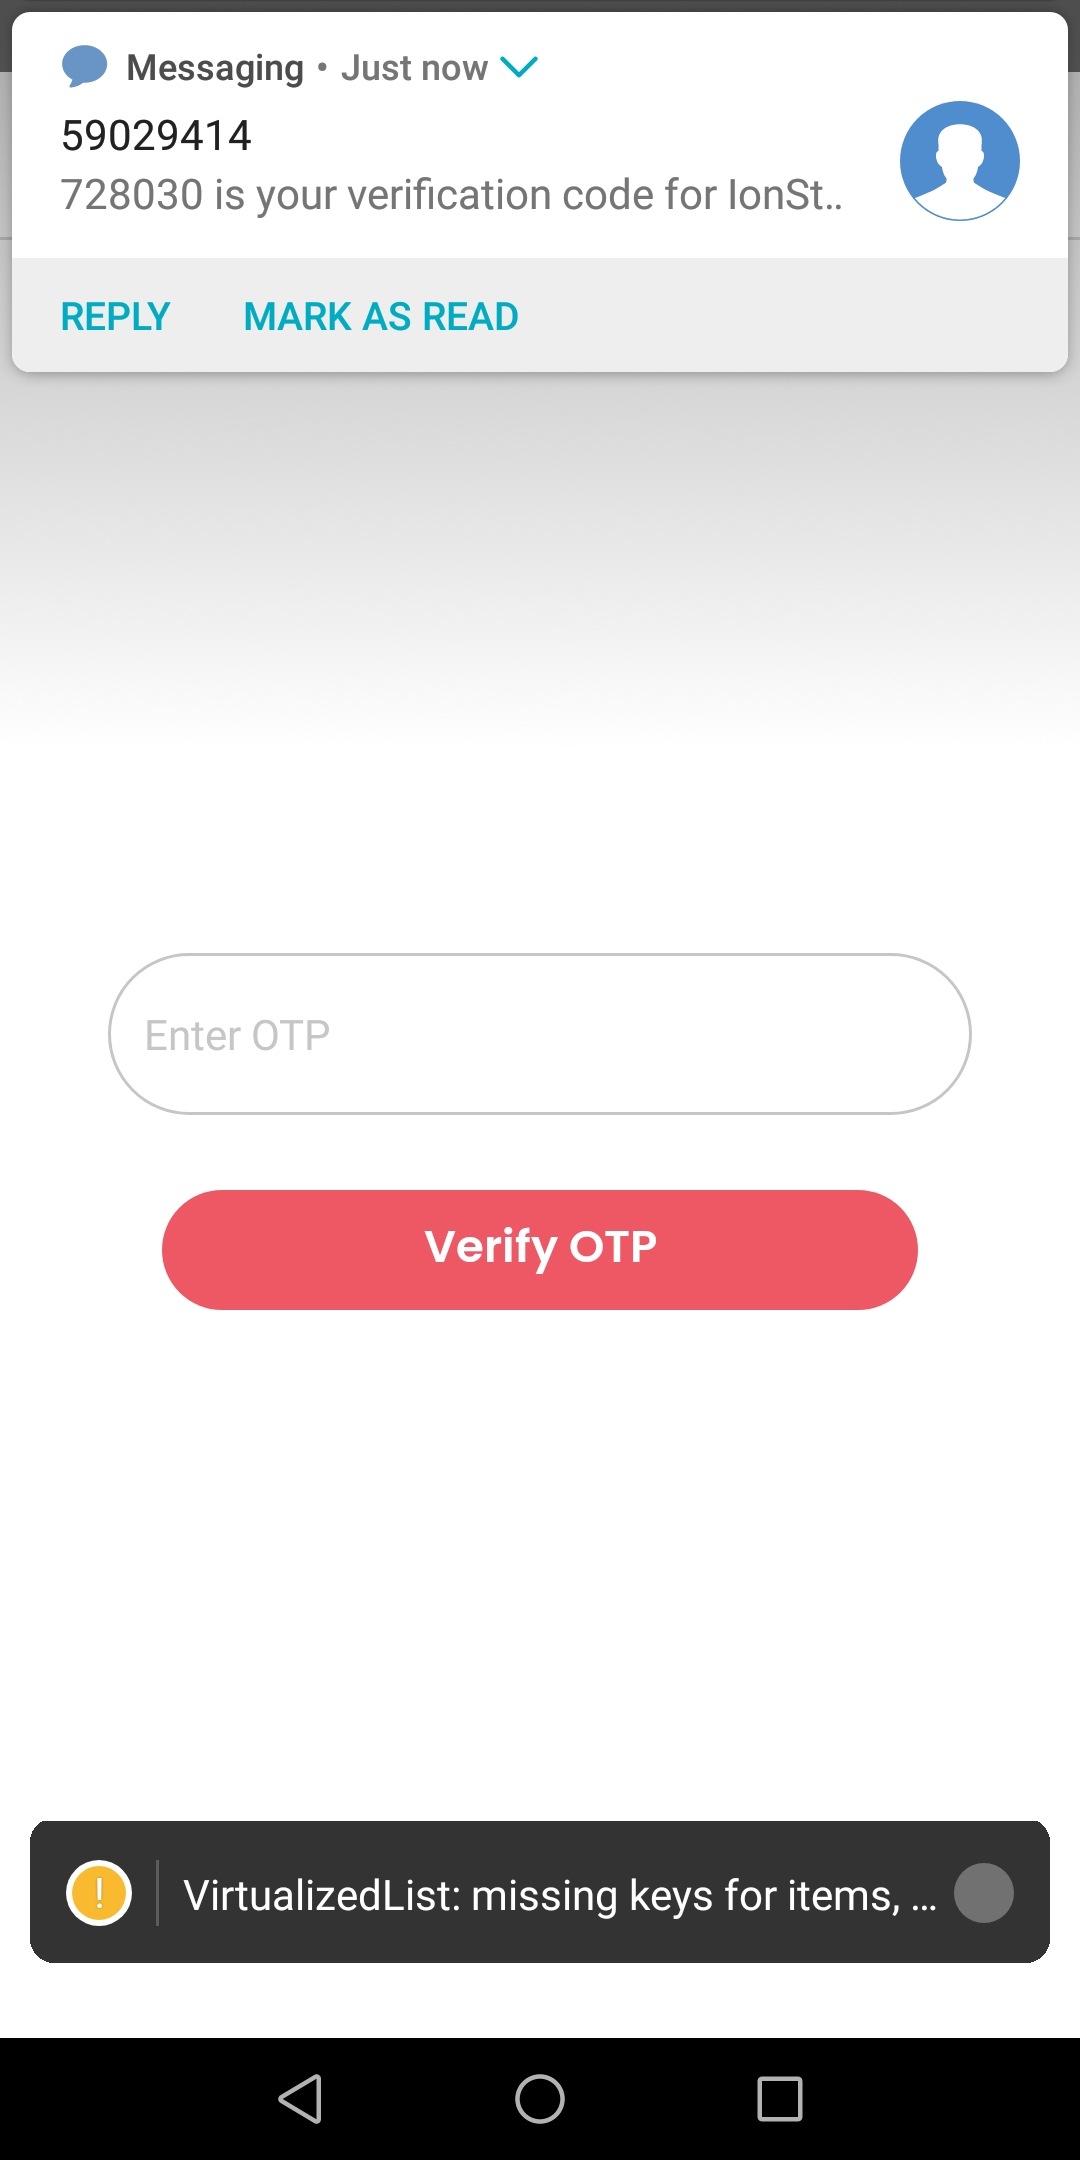 Messaging • Just now
59029414
728030 is your verification code for IonSt..
REPLY MARK AS READ
Enter OTP
Verify OTP
! VirtualizedList: missing keys for items, ...